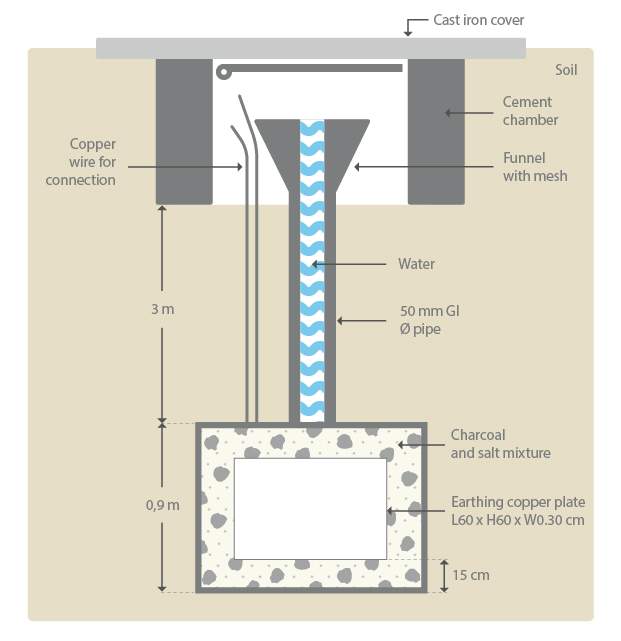 Cast iron cover
Soil
Cement
chamber
Copper
wire for
connection
Funnel
with mesh
Water
3 m
50 mm GI
Ø pipe
Charcoal
and salt mixture
0,9 m
Earthing copper plate
L60 x H60 x W0.30 cm
15 cm